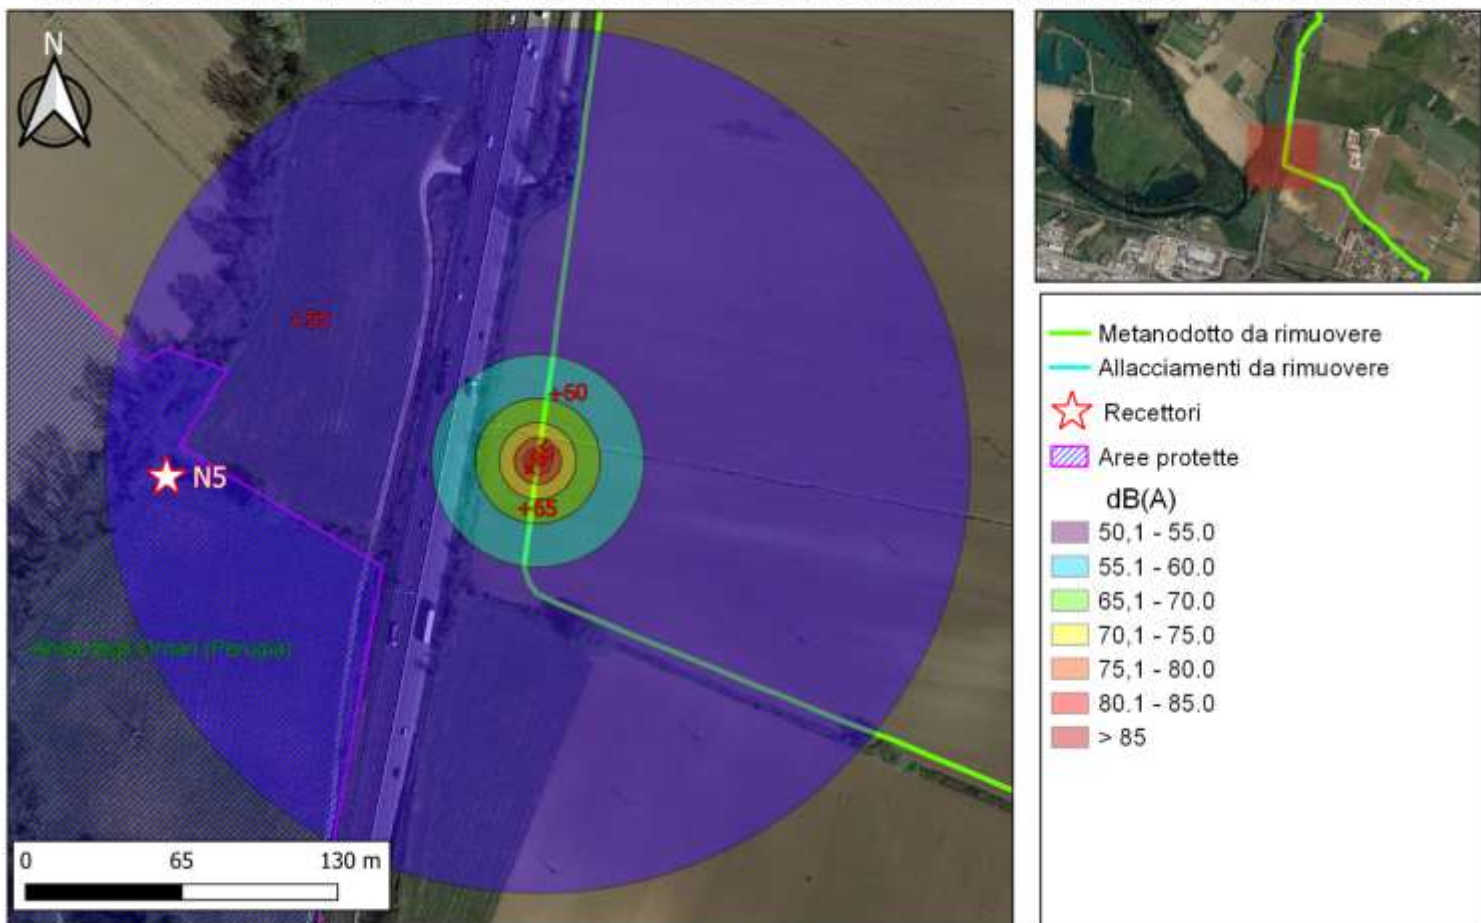 N
+60
+65
N5
(Perugia)
0 65 130 m
Metanodotto da rimuovere
Allacciamenti da rimuovere
Recettori
Aree protette
dB(A)
50,1 - 55.0
55.1 - 60.0
65,1 - 70.0
70,1 - 75.0
75,1 - 80.0
80.1 - 85.0
> 85